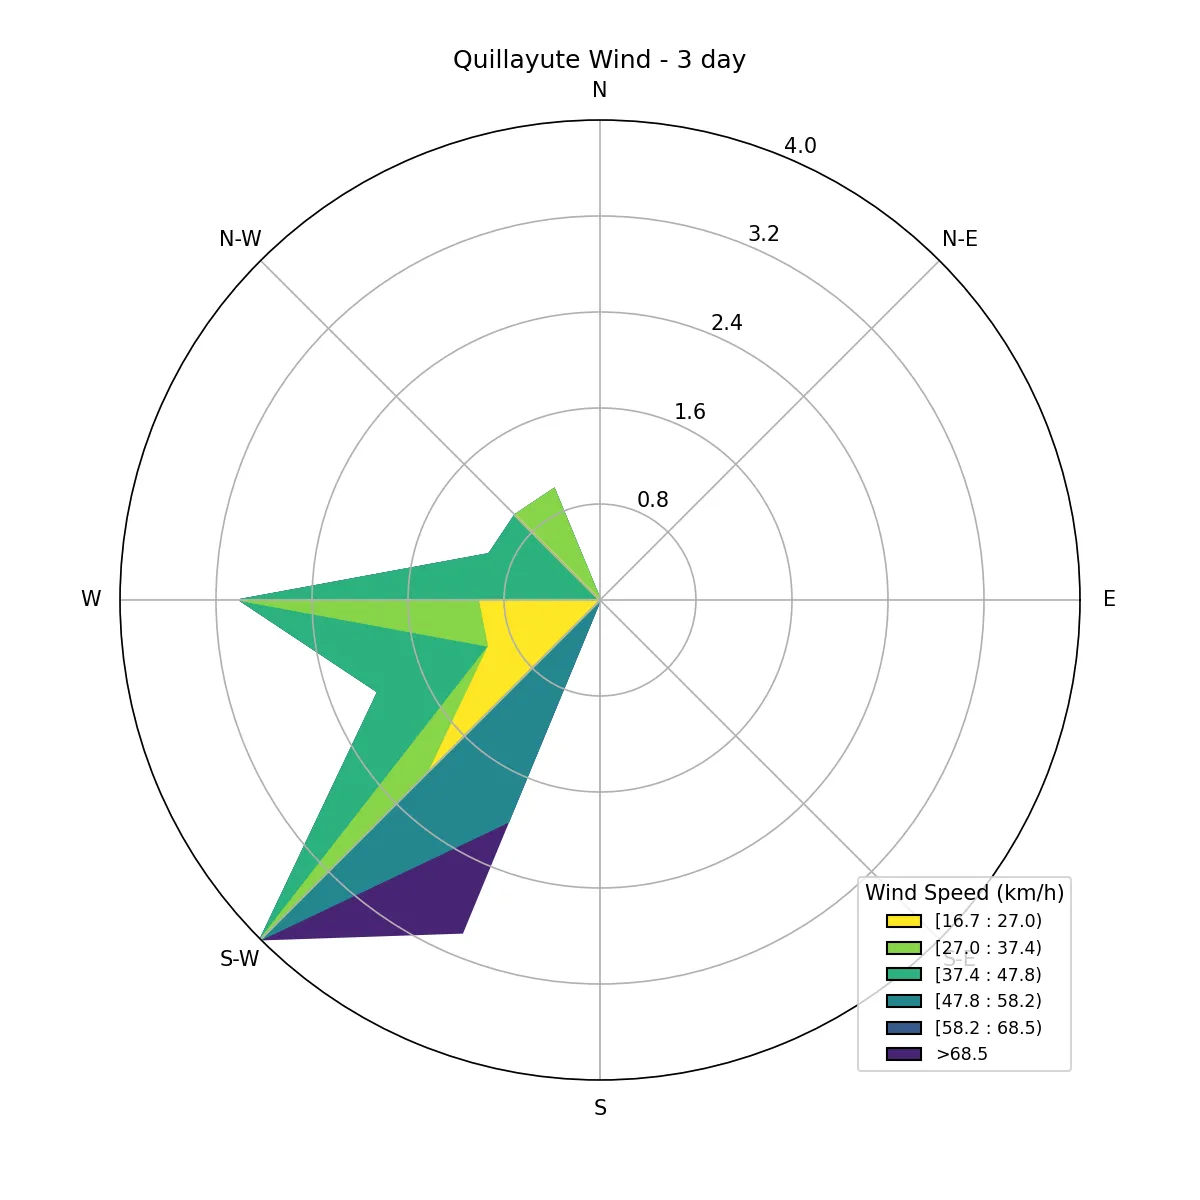 Quillayute Wind - 3 day
N
4.0
N-W
N-E
3.2
2.4
1.6
0.8
W
E
Wind Speed (km/h)
[16.7 : 27.0)
[27.0 : 37.4)
S-W
S-E
[37.4 : 47.8)
[47.8 : 58.2)
[58.2 : 68.5)
>68.5
S